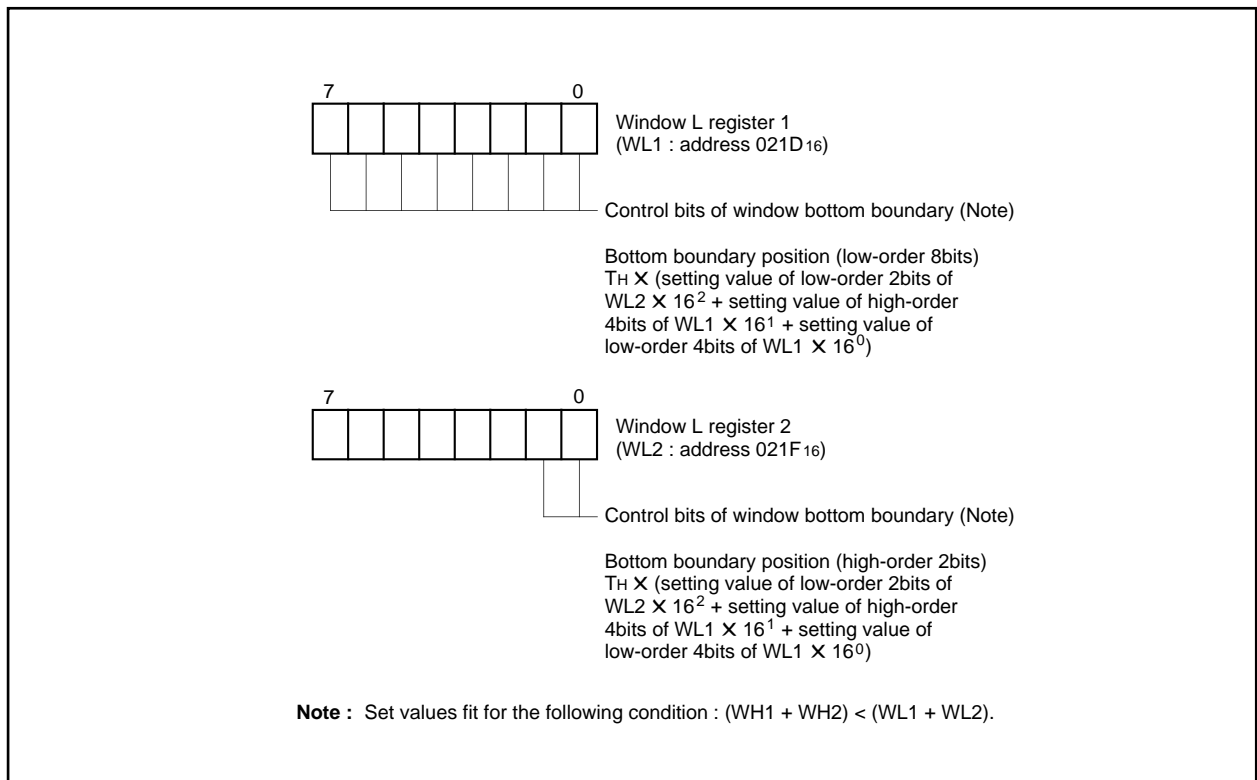 7 0
Window L register 1
(WL1 : address 021D16)
Control bits of window bottom boundary (Note)
Bottom boundary position (low-order 8bits)
TH × (setting value of low-order 2bits of
WL2 × 16² + setting value of high-order
4bits of WL1 × 16¹ + setting value of
low-order 4bits of WL1 × 16⁰)
7 0
Window L register 2
(WL2 : address 021F16)
Control bits of window bottom boundary (Note)
Bottom boundary position (high-order 2bits)
TH × (setting value of low-order 2bits of
WL2 × 16² + setting value of high-order
4bits of WL1 × 16¹ + setting value of
low-order 4bits of WL1 × 16⁰)
Note : Set values fit for the following condition : (WH1 + WH2) < (WL1 + WL2).